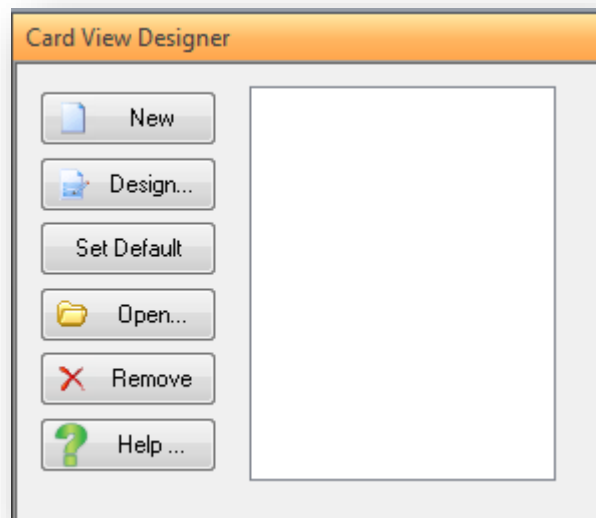 Card View Designer
New
Design...
Set Default
Open...
Remove
Help ...